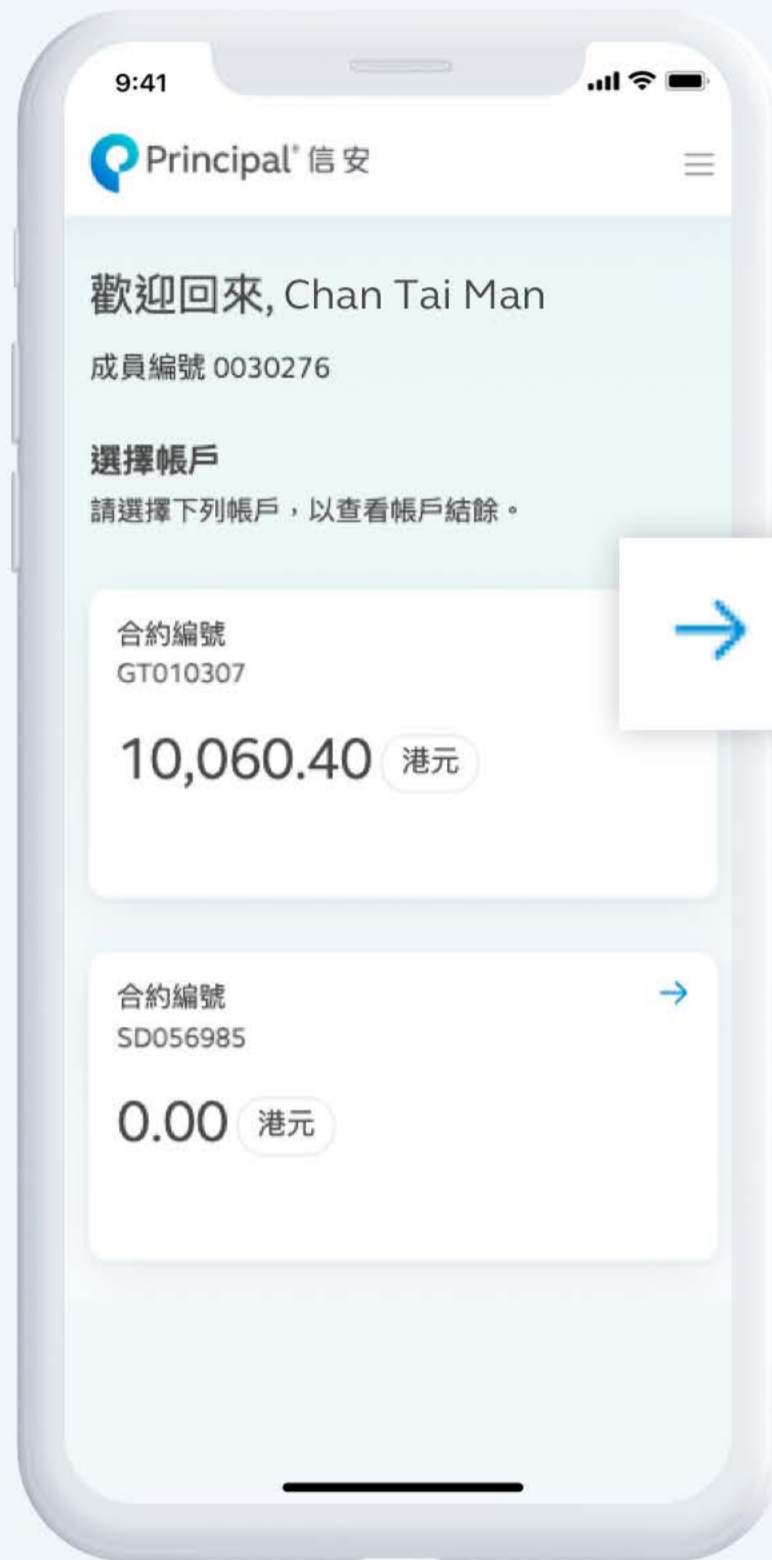 9:41
Principal® 信安
歡迎回來, Chan Tai Man
成員編號 0030276
選擇帳戶
請選擇下列帳戶，以查看帳戶結餘。
合約編號
GT010307
10,060.40 港元
合約編號
SD056985
0.00 港元